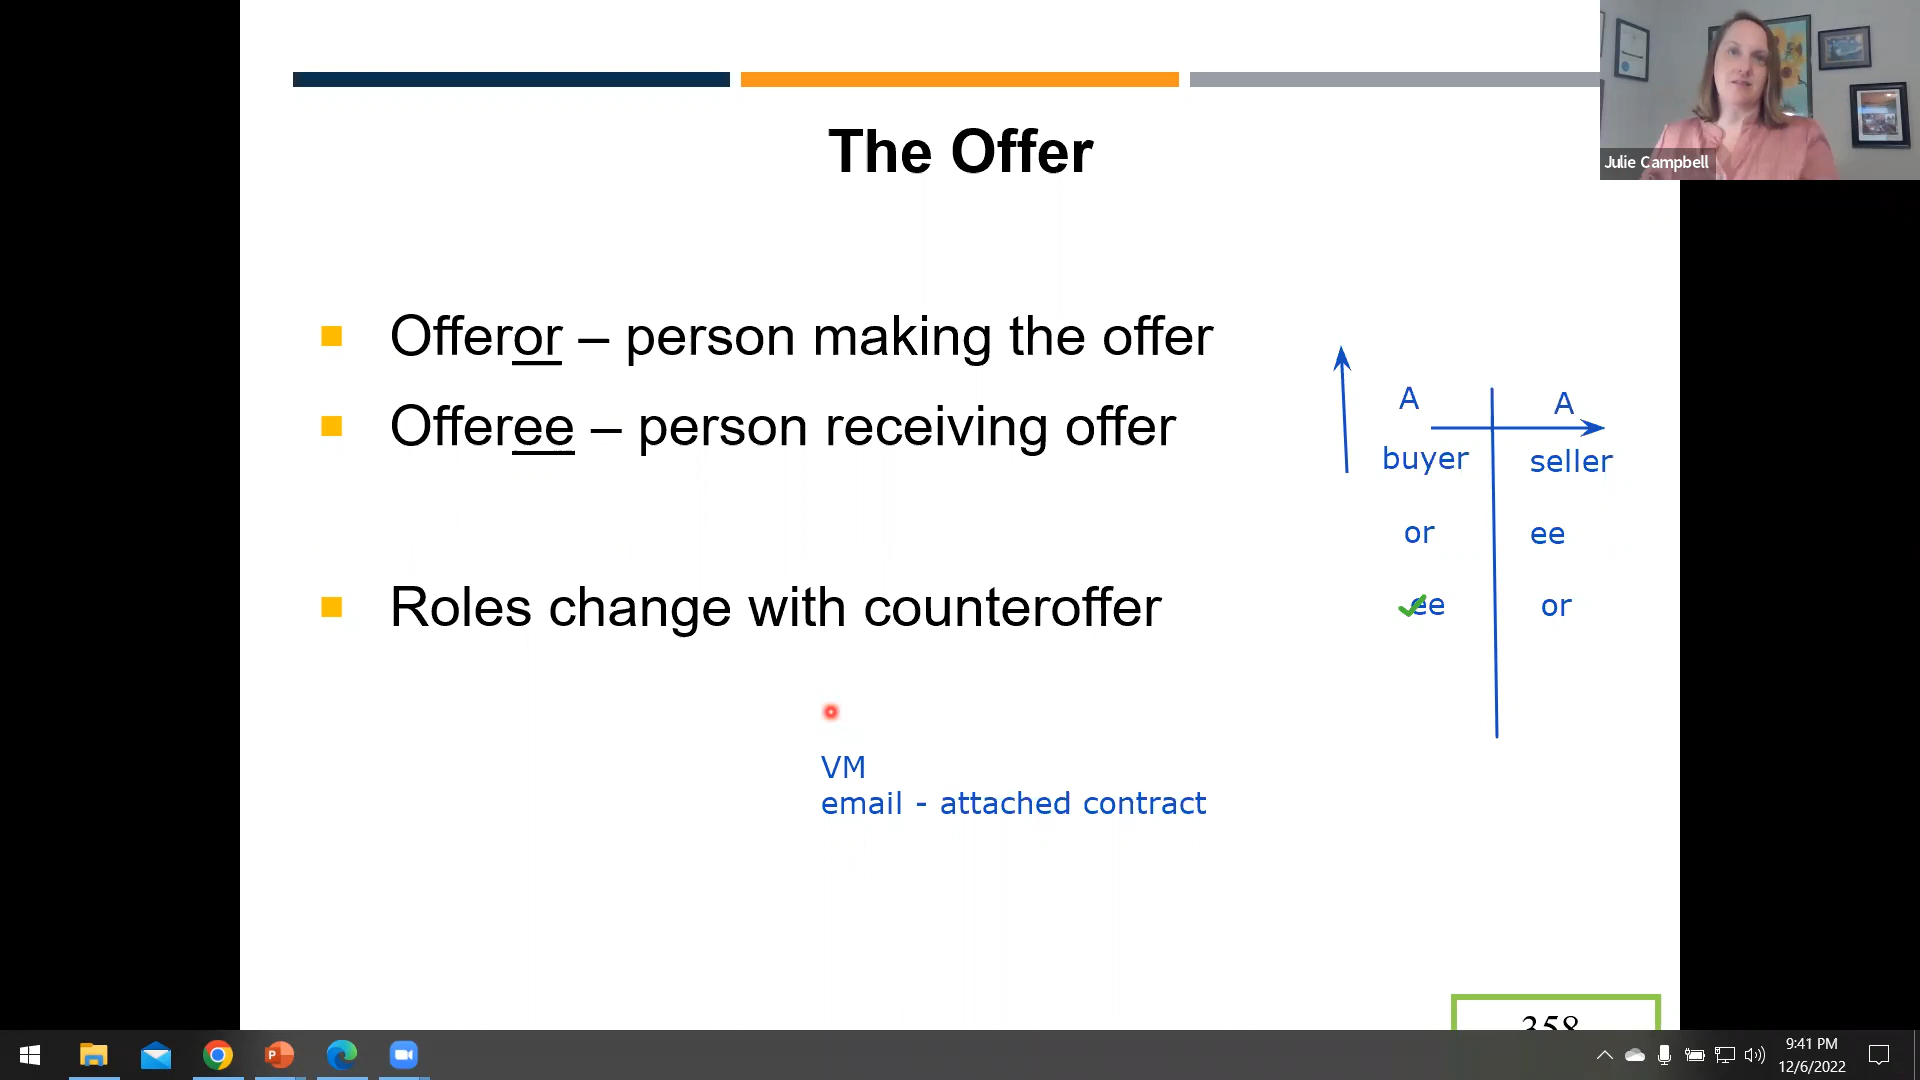 The Offer
Julie Campbell
Offeror – person making the offer
Offeree – person receiving offer
Roles change with counteroffer
A
A
buyer
seller
or
ee
ee
or
VM
email - attached contract
358
9:41 PM
12/6/2022